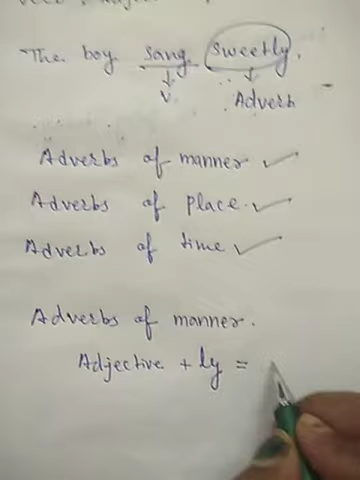 The boy sang sweetly.
V. Adverb
Adverbs of manner
Adverbs of place.
Adverbs of time
Adverbs of manner.
Adjective + ly =